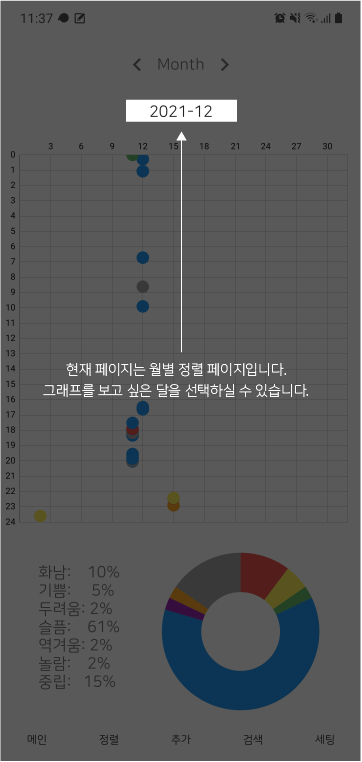 11:37
Month
2021-12
3 6 9 12 15 18 21 24 27 30
0
1
2
3
4
5
6
7
8
9
10
11
12
13
현재 페이지는 월별 정렬 페이지입니다.
14
15
그래프를 보고 싶은 달을 선택하실 수 있습니다.
16
17
18
19
20
21
22
23
24
화남: 10%
기쁨: 5%
두려움: 2%
슬픔: 61%
역겨움: 2%
놀람: 2%
중립: 15%
메인 정렬 추가 검색 세팅